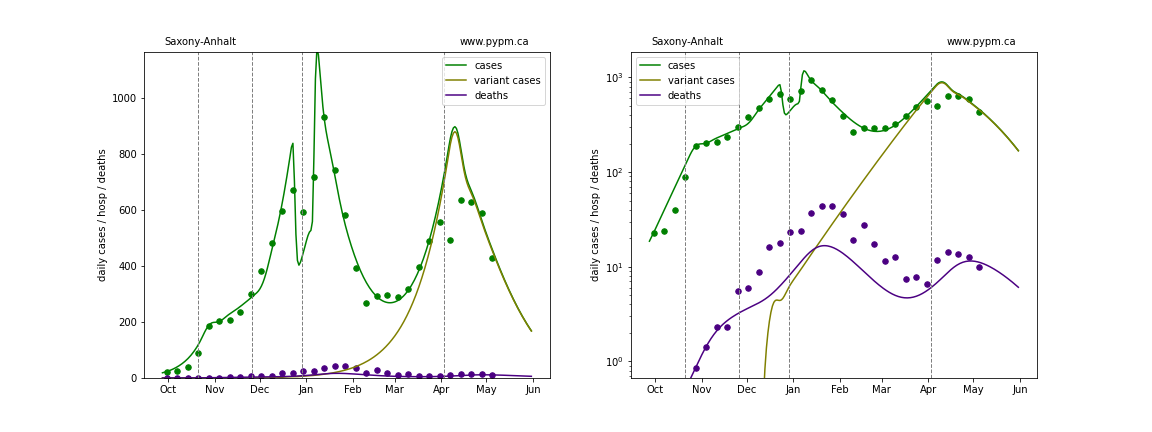 Saxony-Anhalt www.pypm.ca
cases
variant cases
deaths
daily cases / hosp / deaths
1000
800
600
400
200
0
Oct Nov Dec Jan Feb Mar Apr May Jun
Saxony-Anhalt www.pypm.ca
cases
variant cases
deaths
daily cases / hosp / deaths
10³
10²
10¹
10⁰
Oct Nov Dec Jan Feb Mar Apr May Jun